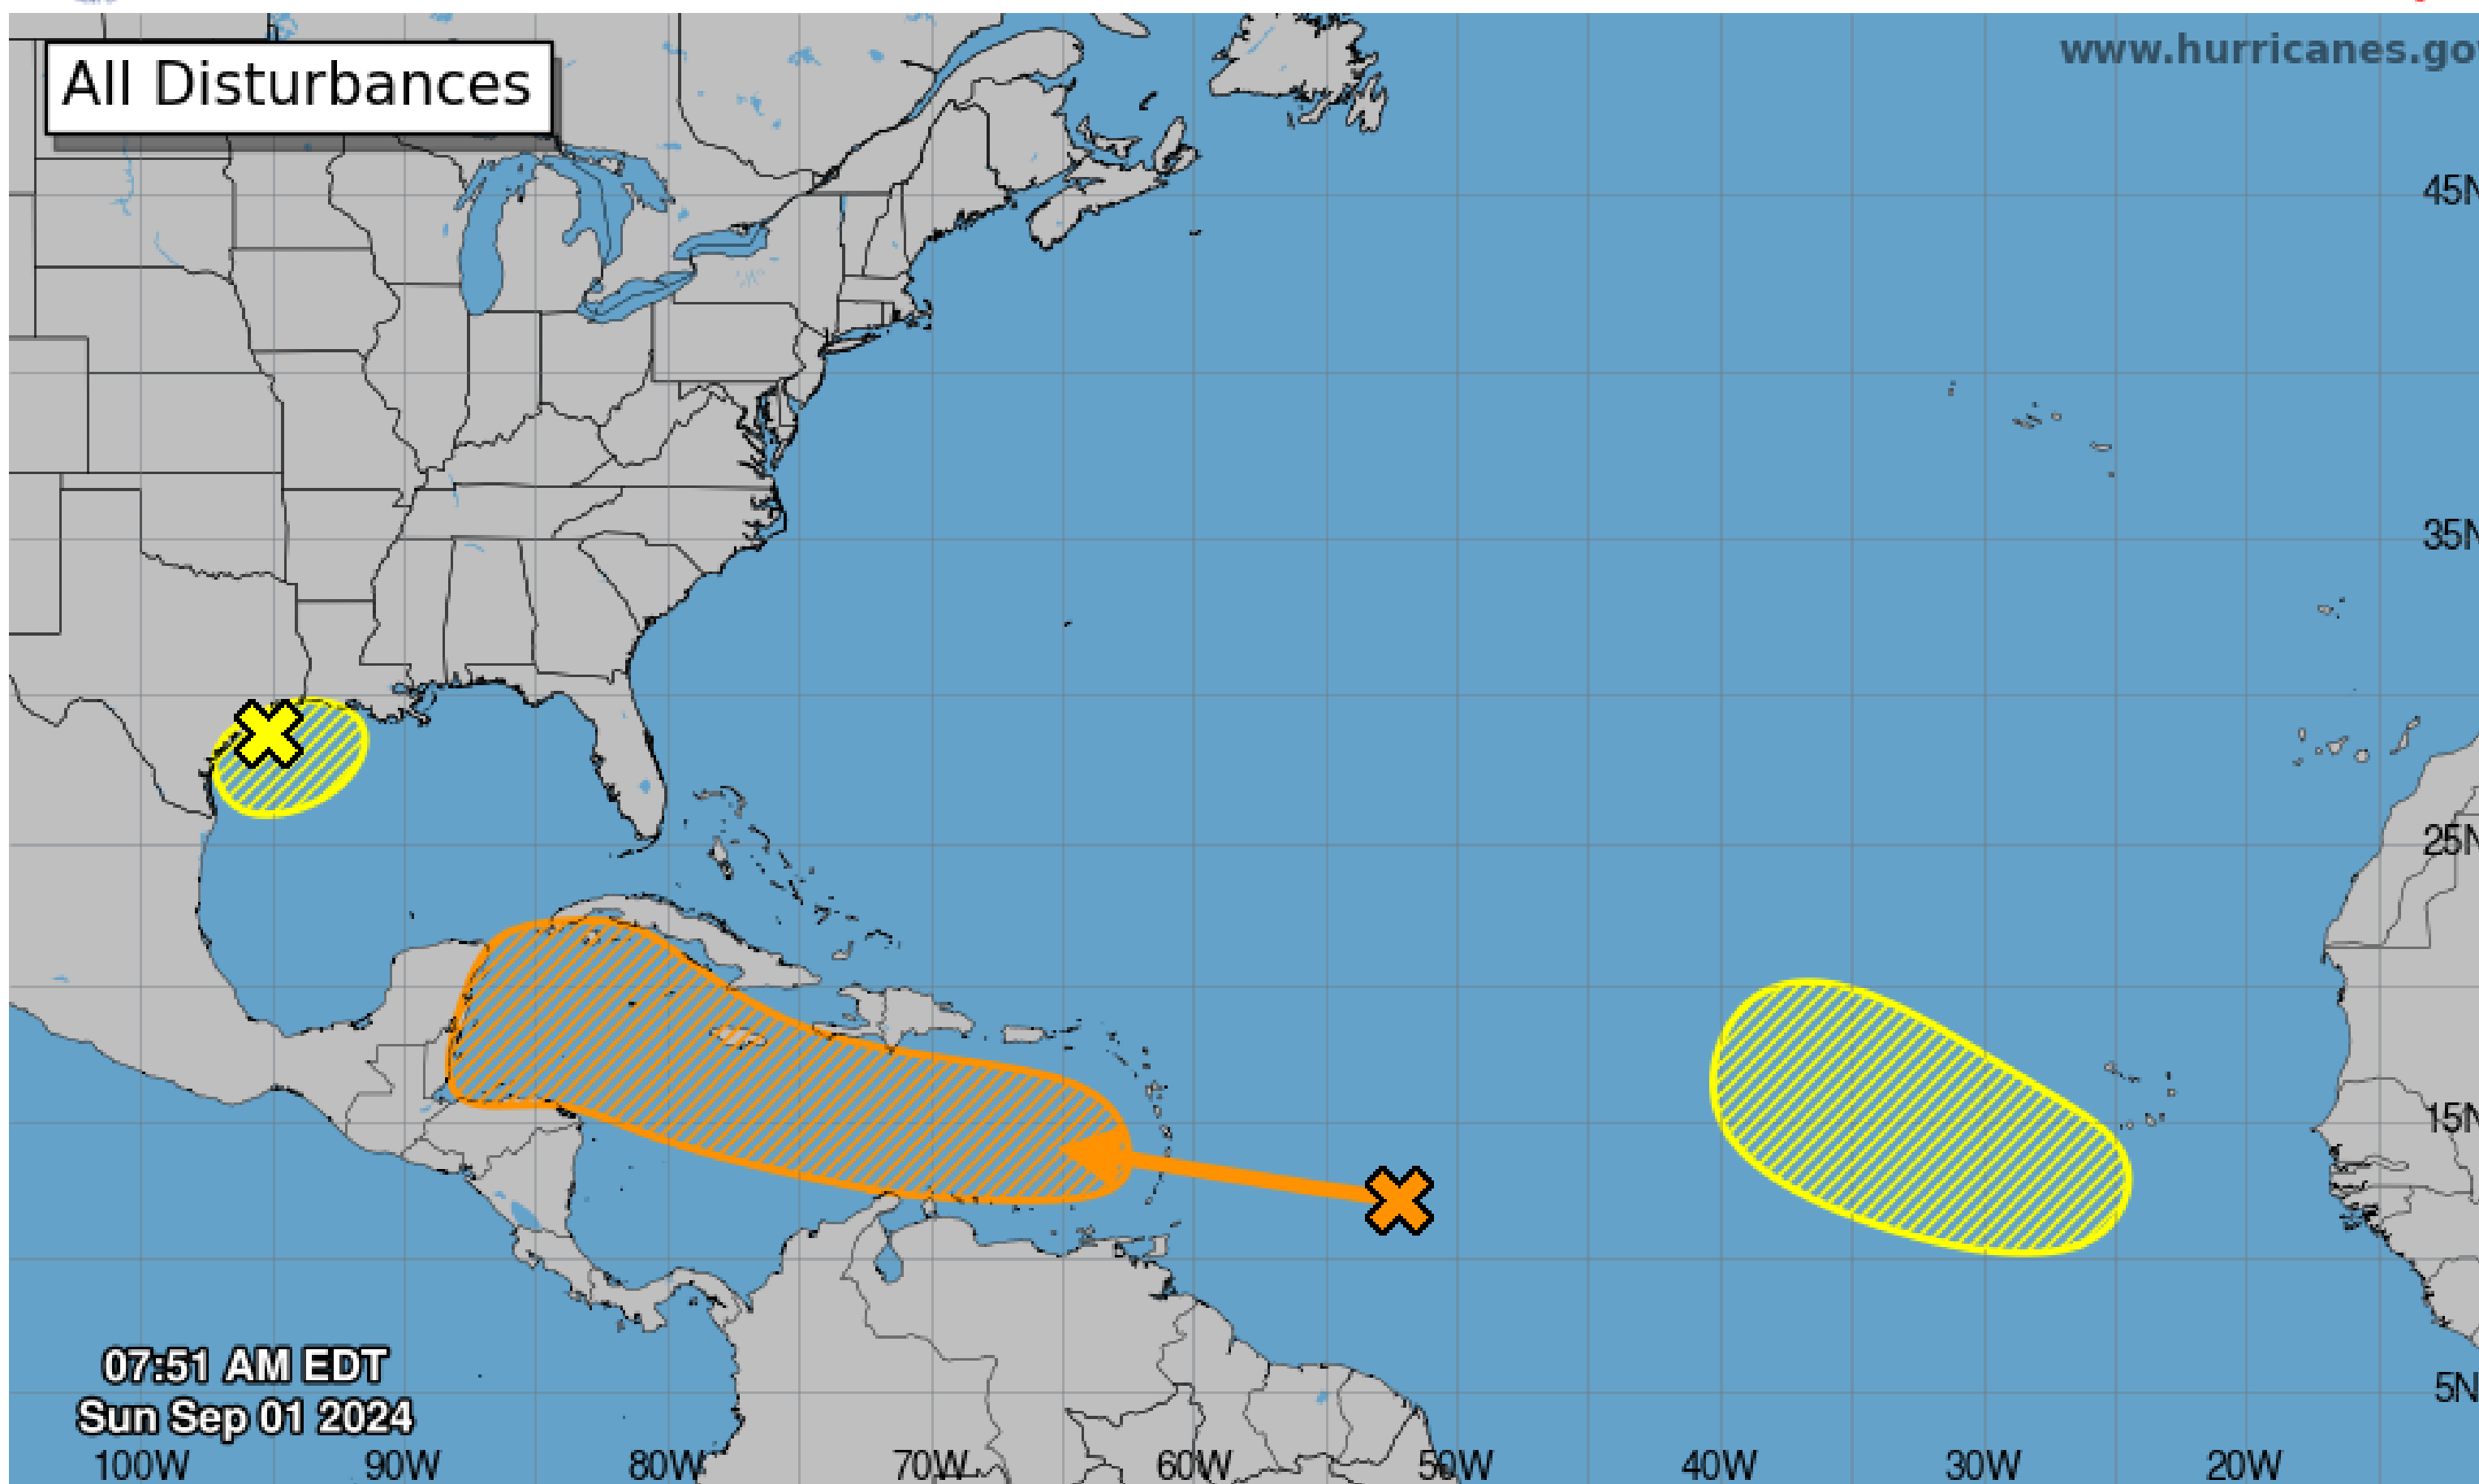 All Disturbances
www.hurricanes.go
45N
35N
25N
15N
5N
07:51 AM EDT
Sun Sep 01 2024
100W 90W 80W 70W 60W 50W 40W 30W 20W